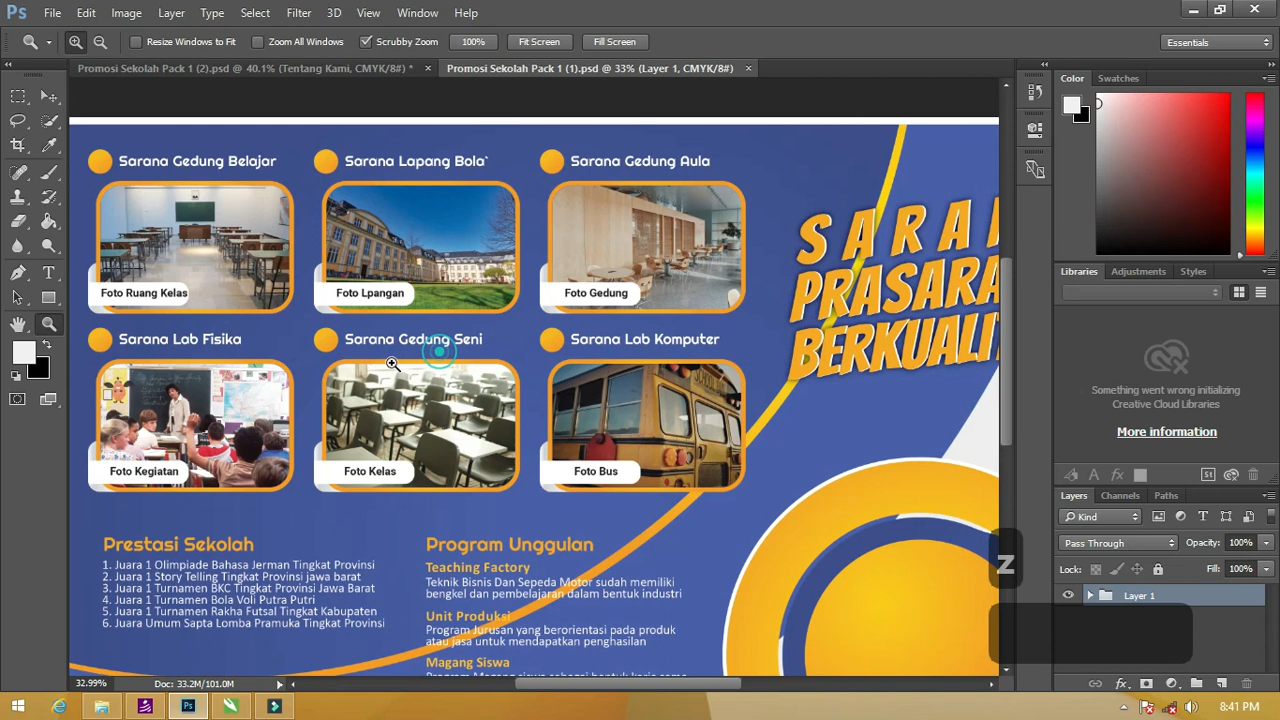 Ps File Edit Image Layer Type Select Filter 3D View Window Help
Resize Windows to Fit Zoom All Windows Scrubby Zoom 100% Fit Screen Fill Screen Essentials
Promosi Sekolah Pack 1 (2).psd @ 40.1% (Tentang Kami, CMYK/8#) * × Promosi Sekolah Pack 1 (1).psd @ 33% (Layer 1, CMYK/8#) ×
Color Swatches
Sarana Gedung Belajar Sarana Lapang Bola` Sarana Gedung Aula
Foto Ruang Kelas Foto Lpangan Foto Gedung
Sarana Lab Fisika Sarana Gedung Seni Sarana Lab Komputer
Foto Kegiatan Foto Kelas Foto Bus
SCHOOL BUS
Prestasi Sekolah
1. Juara 1 Olimpiade Bahasa Jerman Tingkat Provinsi
2. Juara 1 Story Telling Tingkat Provinsi jawa barat
3. Juara 1 Turnamen BKC Tingkat Provinsi Jawa Barat
4. Juara 1 Turnamen Bola Voli Putra Putri
5. Juara 1 Turnamen Rakha Futsal Tingkat Kabupaten
6. Juara Umum Sapta Lomba Pramuka Tingkat Provinsi
Program Unggulan
Teaching Factory
Teknik Bisnis Dan Sepeda Motor sudah memiliki
bengkel dan pembelajaran dalam bentuk industri
Unit Produksi
Program Jurusan yang berorientasi pada produk
atau jasa untuk mendapatkan penghasilan
Magang Siswa
SARA
PRASARA
BERKUALI
Z
Libraries Adjustments Styles
Something went wrong initializing
Creative Cloud Libraries
More information
St
Layers Channels Paths
Kind
Pass Through Opacity: 100%
Lock: Fill: 100%
Layer 1
fx
32.99% Doc: 33.2M/101.0M
8:41 PM